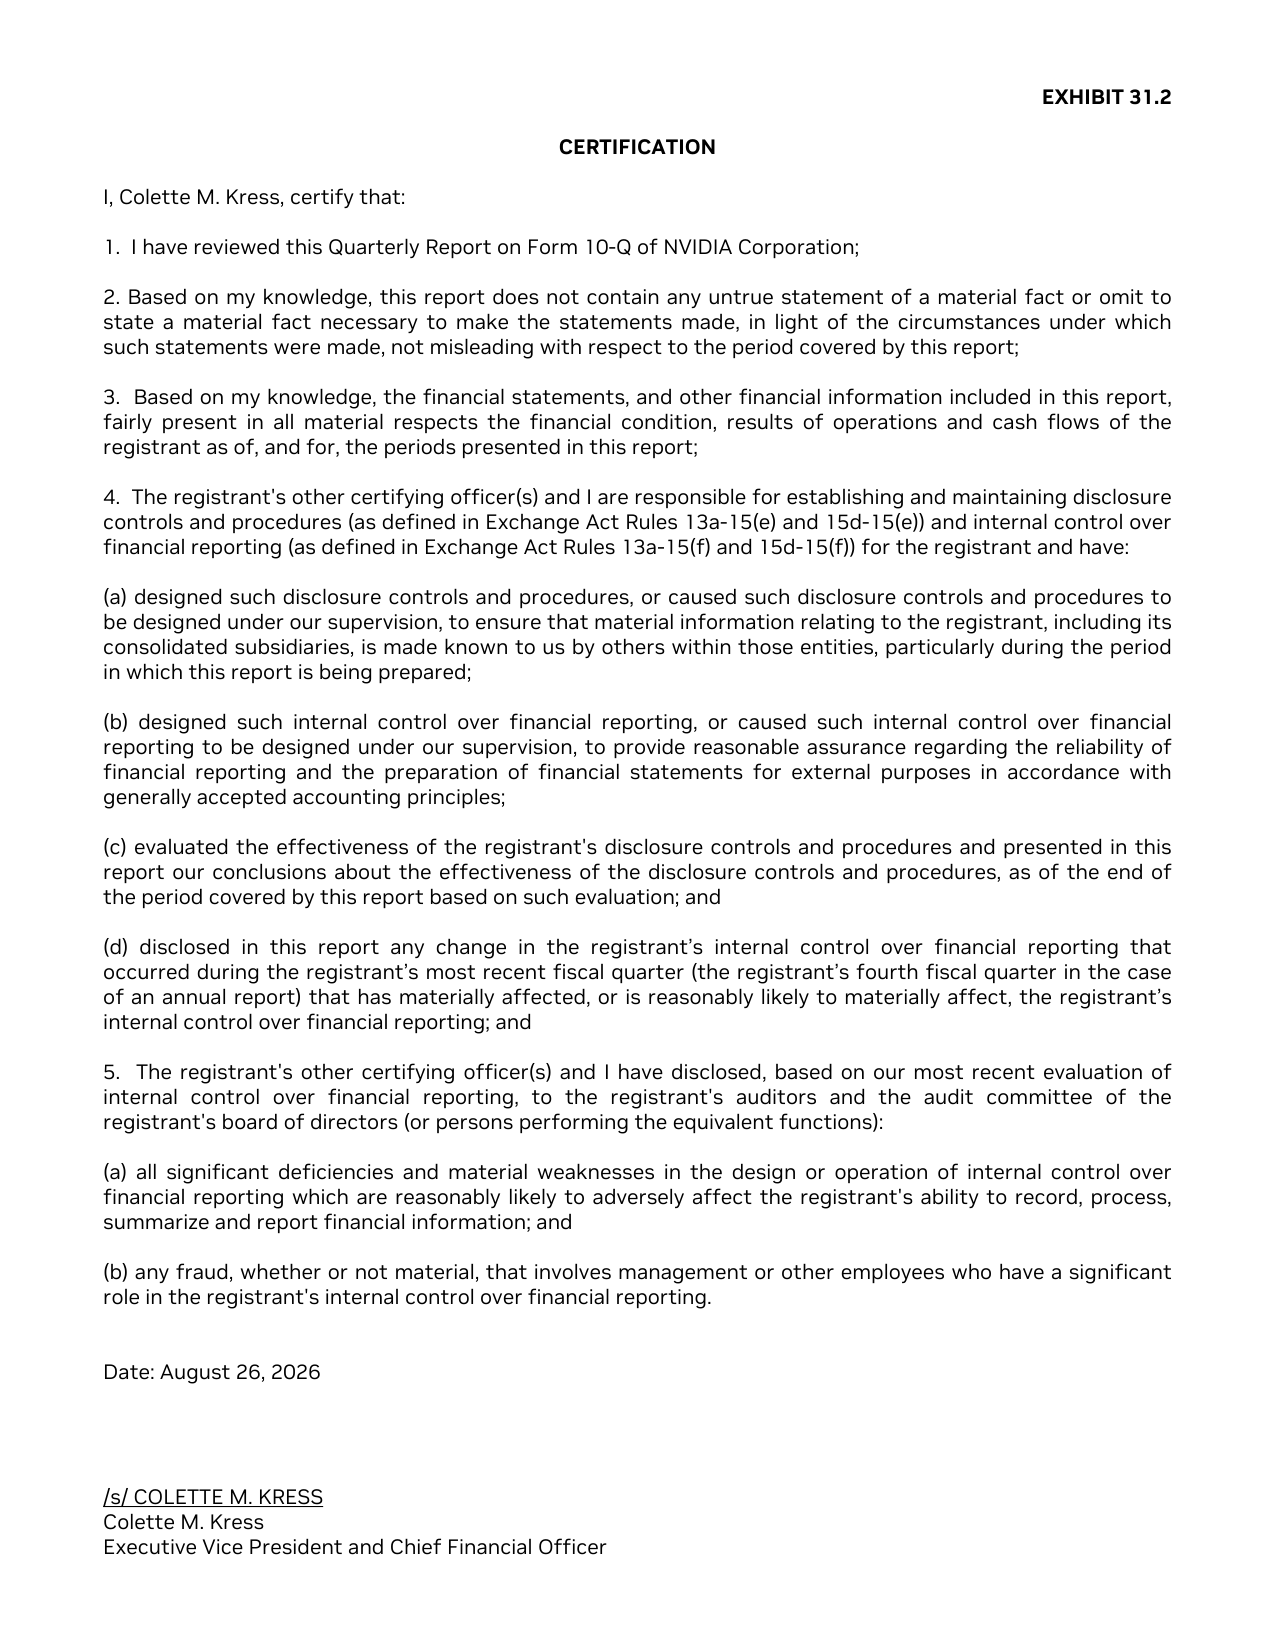 EXHIBIT 31.2
CERTIFICATION
I, Colette M. Kress, certify that:
1.  I have reviewed this Quarterly Report on Form 10-Q of NVIDIA Corporation;
2. Based on my knowledge, this report does not contain any untrue statement of a material fact or omit to
state a material fact necessary to make the statements made, in light of the circumstances under which
such statements were made, not misleading with respect to the period covered by this report;
3.  Based on my knowledge, the financial statements, and other financial information included in this report,
fairly present in all material respects the financial condition, results of operations and cash flows of the
registrant as of, and for, the periods presented in this report;
4.  The registrant's other certifying officer(s) and I are responsible for establishing and maintaining disclosure
controls and procedures (as defined in Exchange Act Rules 13a-15(e) and 15d-15(e)) and internal control over
financial reporting (as defined in Exchange Act Rules 13a-15(f) and 15d-15(f)) for the registrant and have:
(a) designed such disclosure controls and procedures, or caused such disclosure controls and procedures to
be designed under our supervision, to ensure that material information relating to the registrant, including its
consolidated subsidiaries, is made known to us by others within those entities, particularly during the period
in which this report is being prepared;
(b) designed such internal control over financial reporting, or caused such internal control over financial
reporting to be designed under our supervision, to provide reasonable assurance regarding the reliability of
financial reporting and the preparation of financial statements for external purposes in accordance with
generally accepted accounting principles;
(c) evaluated the effectiveness of the registrant's disclosure controls and procedures and presented in this
report our conclusions about the effectiveness of the disclosure controls and procedures, as of the end of
the period covered by this report based on such evaluation; and
(d) disclosed in this report any change in the registrant’s internal control over financial reporting that
occurred during the registrant’s most recent fiscal quarter (the registrant’s fourth fiscal quarter in the case
of an annual report) that has materially affected, or is reasonably likely to materially affect, the registrant’s
internal control over financial reporting; and
5.  The registrant's other certifying officer(s) and I have disclosed, based on our most recent evaluation of
internal control over financial reporting, to the registrant's auditors and the audit committee of the
registrant's board of directors (or persons performing the equivalent functions):
(a) all significant deficiencies and material weaknesses in the design or operation of internal control over
financial reporting which are reasonably likely to adversely affect the registrant's ability to record, process,
summarize and report financial information; and
(b) any fraud, whether or not material, that involves management or other employees who have a significant
role in the registrant's internal control over financial reporting.
Date: August 26, 2026
/s/ COLETTE M. KRESS
Colette M. Kress
Executive Vice President and Chief Financial Officer